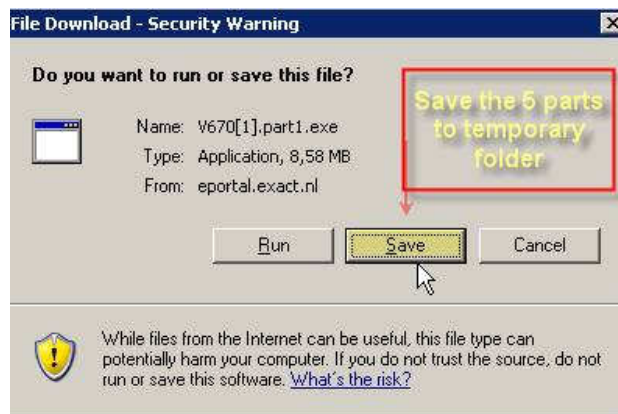 File Download - Security Warning
Do you want to run or save this file?
Name: V670[1].part1.exe
Type: Application, 8,58 MB
From: eportal.exact.nl
Save the 5 parts
to temporary
folder
Run Save Cancel
While files from the Internet can be useful, this file type can
potentially harm your computer. If you do not trust the source, do not
run or save this software. What's the risk?